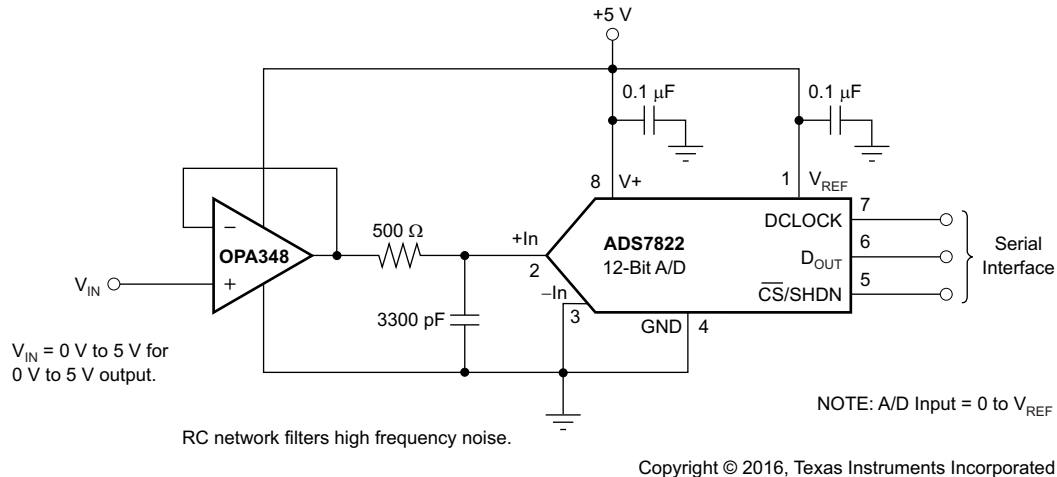 +5 V
0.1 μF
0.1 μF
8 V+
1 V_REF
−
OPA348
+
500 Ω
+In
2
ADS7822
12-Bit A/D
DCLOCK
7
D_OUT
6
C̅S̅/SHDN
5
Serial
Interface
V_IN
3300 pF
−In
3
GND
4
V_IN = 0 V to 5 V for
0 V to 5 V output.
NOTE: A/D Input = 0 to V_REF
RC network filters high frequency noise.
Copyright © 2016, Texas Instruments Incorporated